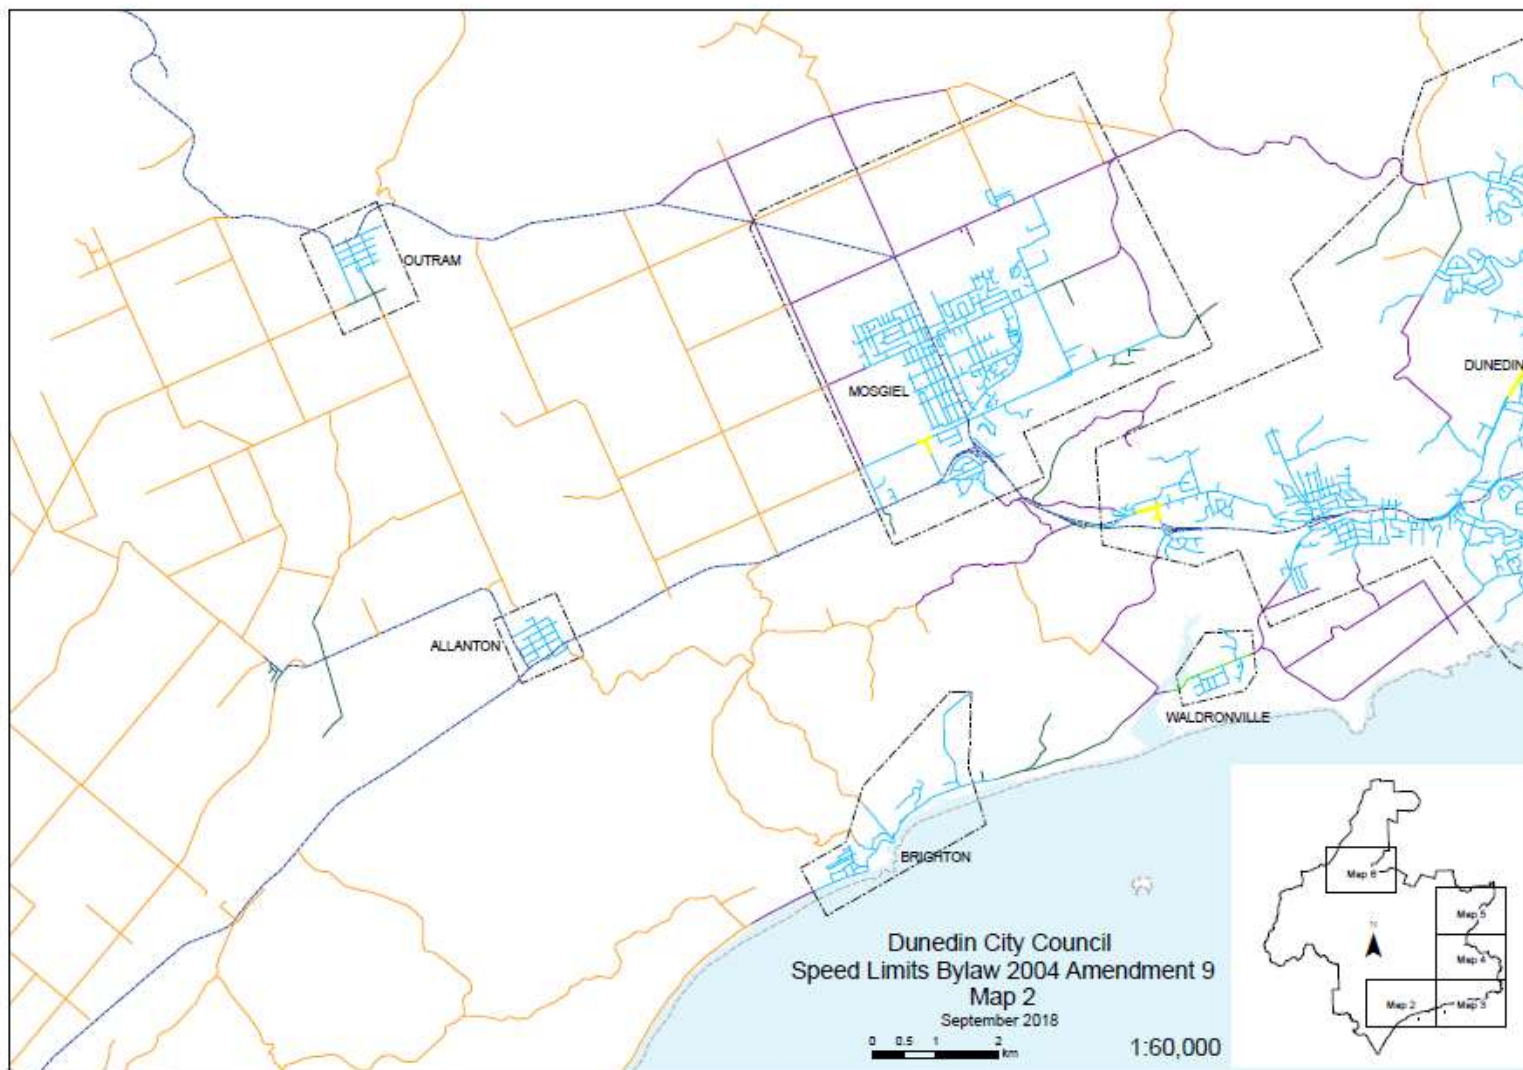 OUTRAM
MOSGIEL
DUNEDIN
ALLANTON
WALDRONVILLE
BRIGHTON
Dunedin City Council
Speed Limits Bylaw 2004 Amendment 9
Map 2
September 2018
0 0.5 1 2
km
1:60,000
Map 6
Map 5
N
Map 4
Map 2
Map 3